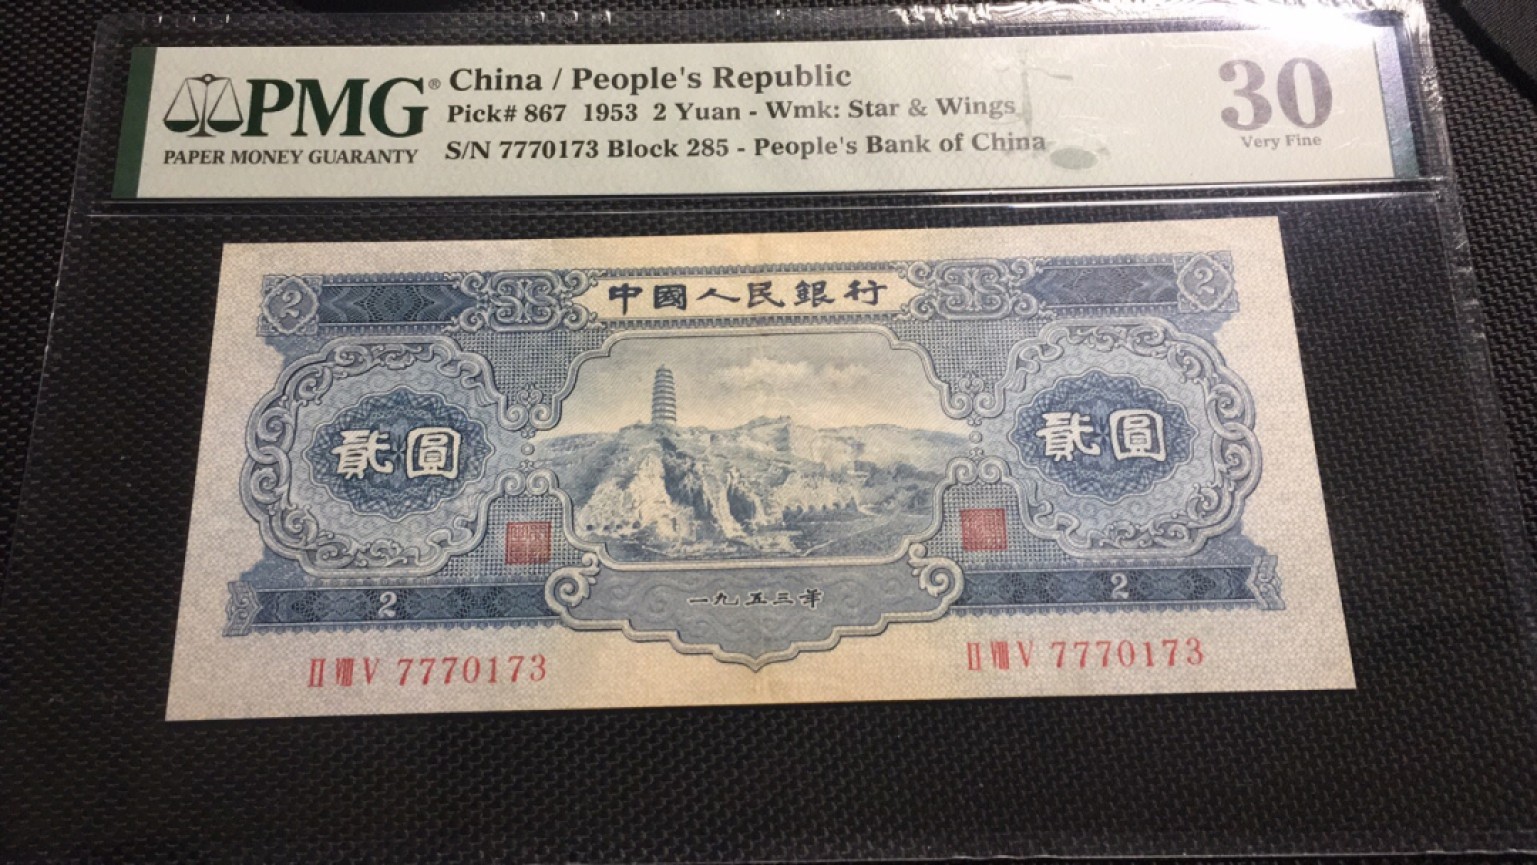 PMG®
PAPER MONEY GUARANTY
China / People's Republic
Pick# 867 1953 2 Yuan - Wmk: Star & Wings
S/N 7770173 Block 285 - People's Bank of China
30
Very Fine
中國人民銀行
2
2
貳圓
貳圓
一九五三年
2
2
II VIII V 7770173
II VIII V 7770173